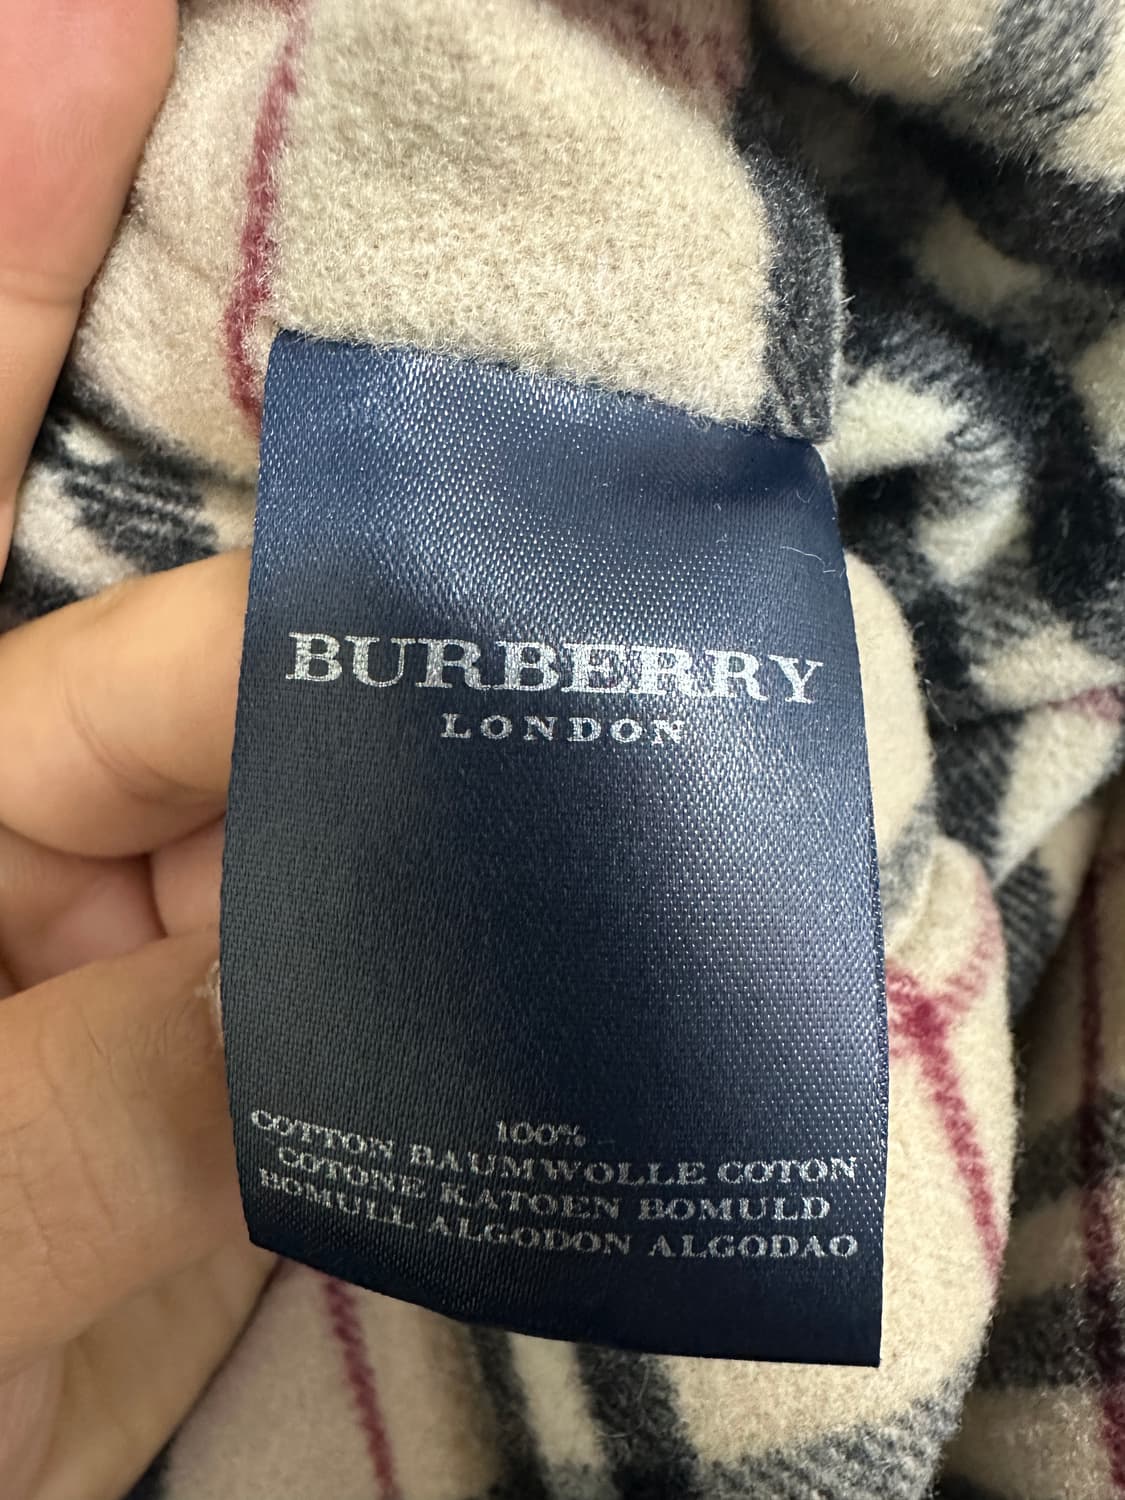 BURBERRY
LONDON
100%
COTTON BAUMWOLLE COTON
COTONE KATOEN BOMULD
BOMULL ALGODON ALGODAO